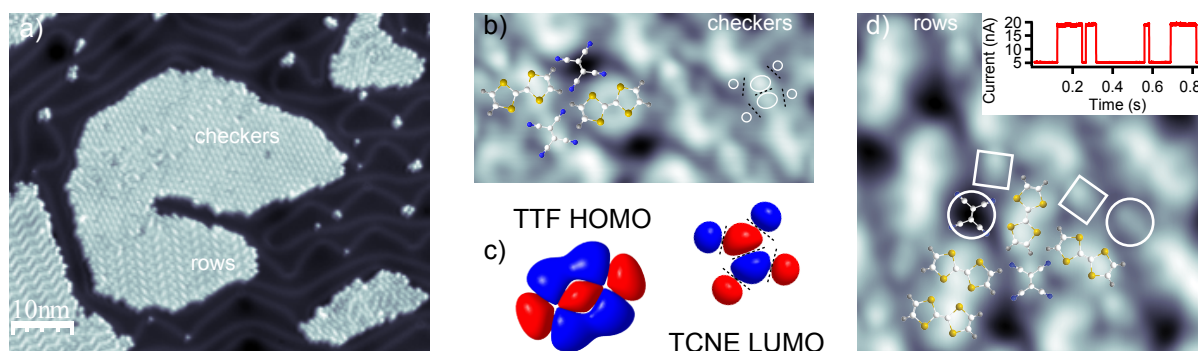 a)
checkers
rows
10nm
b)
checkers
c)
TTF HOMO
TCNE LUMO
d)
rows
Current (nA)
20
15
10
5
0.2
0.4
0.6
0.8
Time (s)